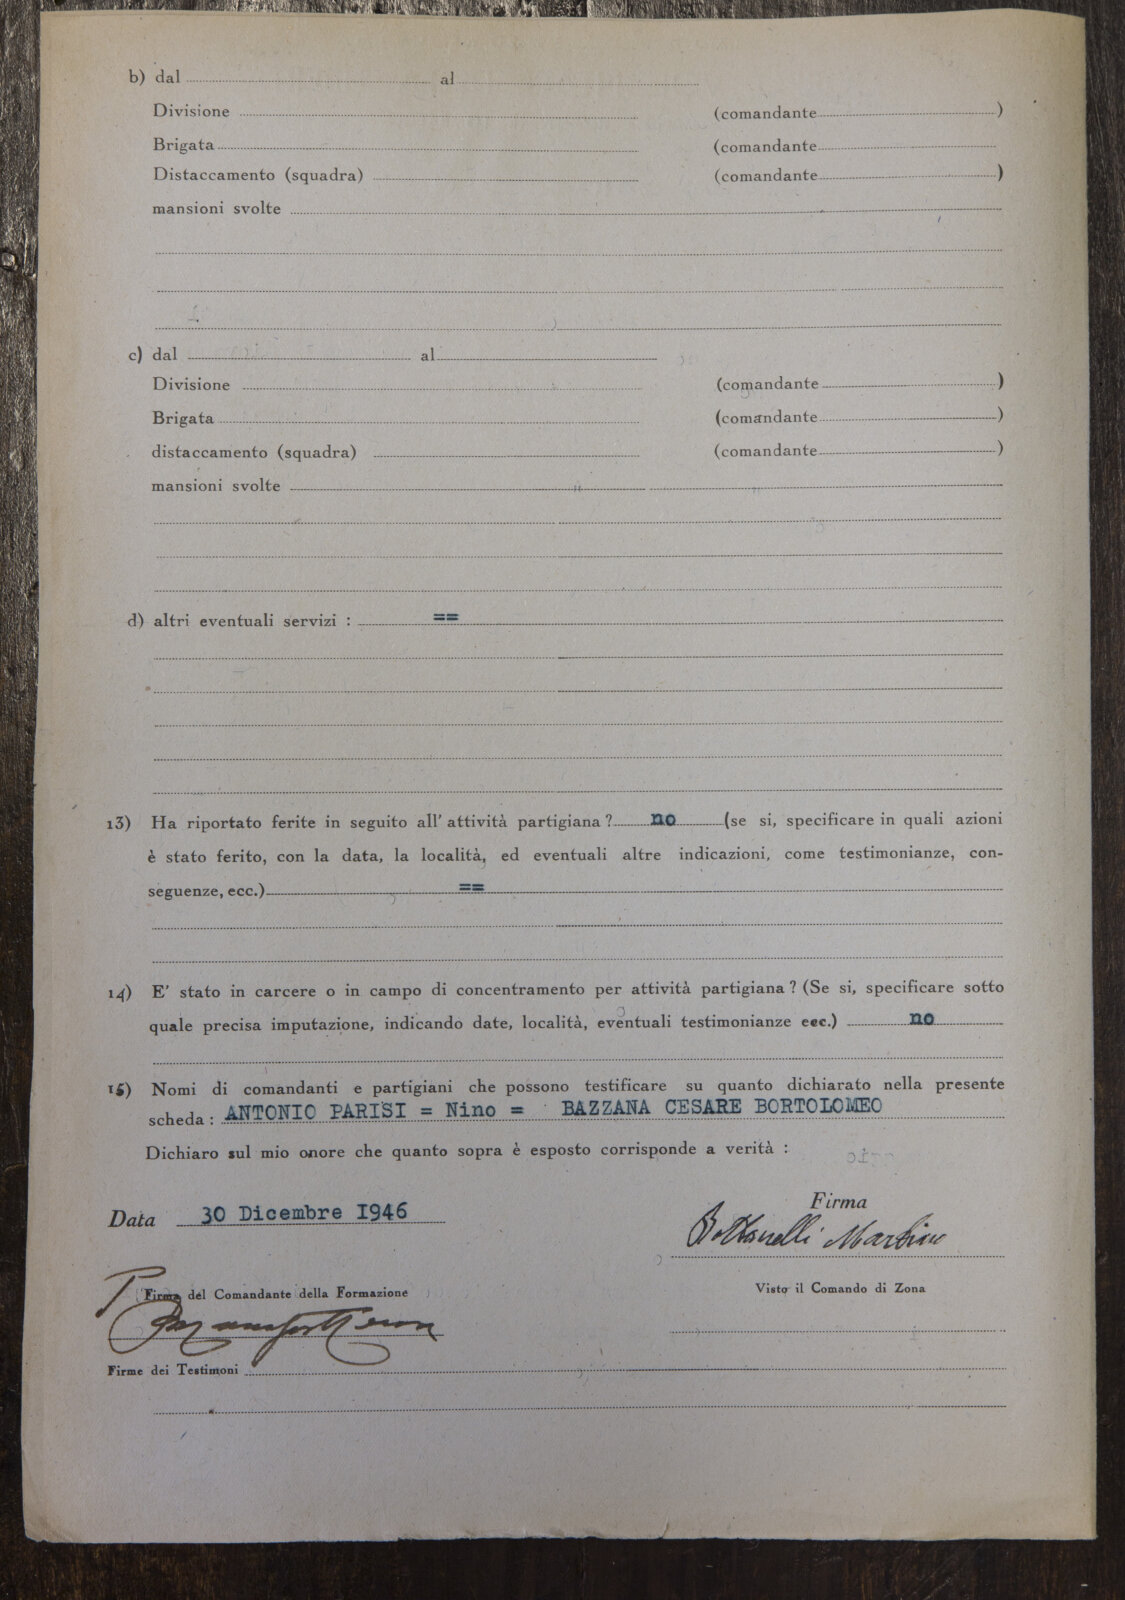 b) dal al
Divisione (comandante )
Brigata (comandante
Distaccamento (squadra) (comandante )
mansioni svolte
c) dal al
Divisione (comandante )
Brigata (comandante )
distaccamento (squadra) (comandante )
mansioni svolte
d) altri eventuali servizi : ==
13) Ha riportato ferite in seguito all'attività partigiana? no (se si, specificare in quali azioni
è stato ferito, con la data, la località, ed eventuali altre indicazioni, come testimonianze, con-
seguenze, ecc.) ==
14) E' stato in carcere o in campo di concentramento per attività partigiana? (Se si, specificare sotto
quale precisa imputazione, indicando date, località, eventuali testimonianze ecc.) no
15) Nomi di comandanti e partigiani che possono testificare su quanto dichiarato nella presente
scheda : ANTONIO PARISI = Nino = BAZZANA CESARE BORTOLOMEO
Dichiaro sul mio onore che quanto sopra è esposto corrisponde a verità :
Data 30 Dicembre 1946
Firma
Bottanelli Martino
Firma del Comandante della Formazione
Visto il Comando di Zona
Firme dei Testimoni